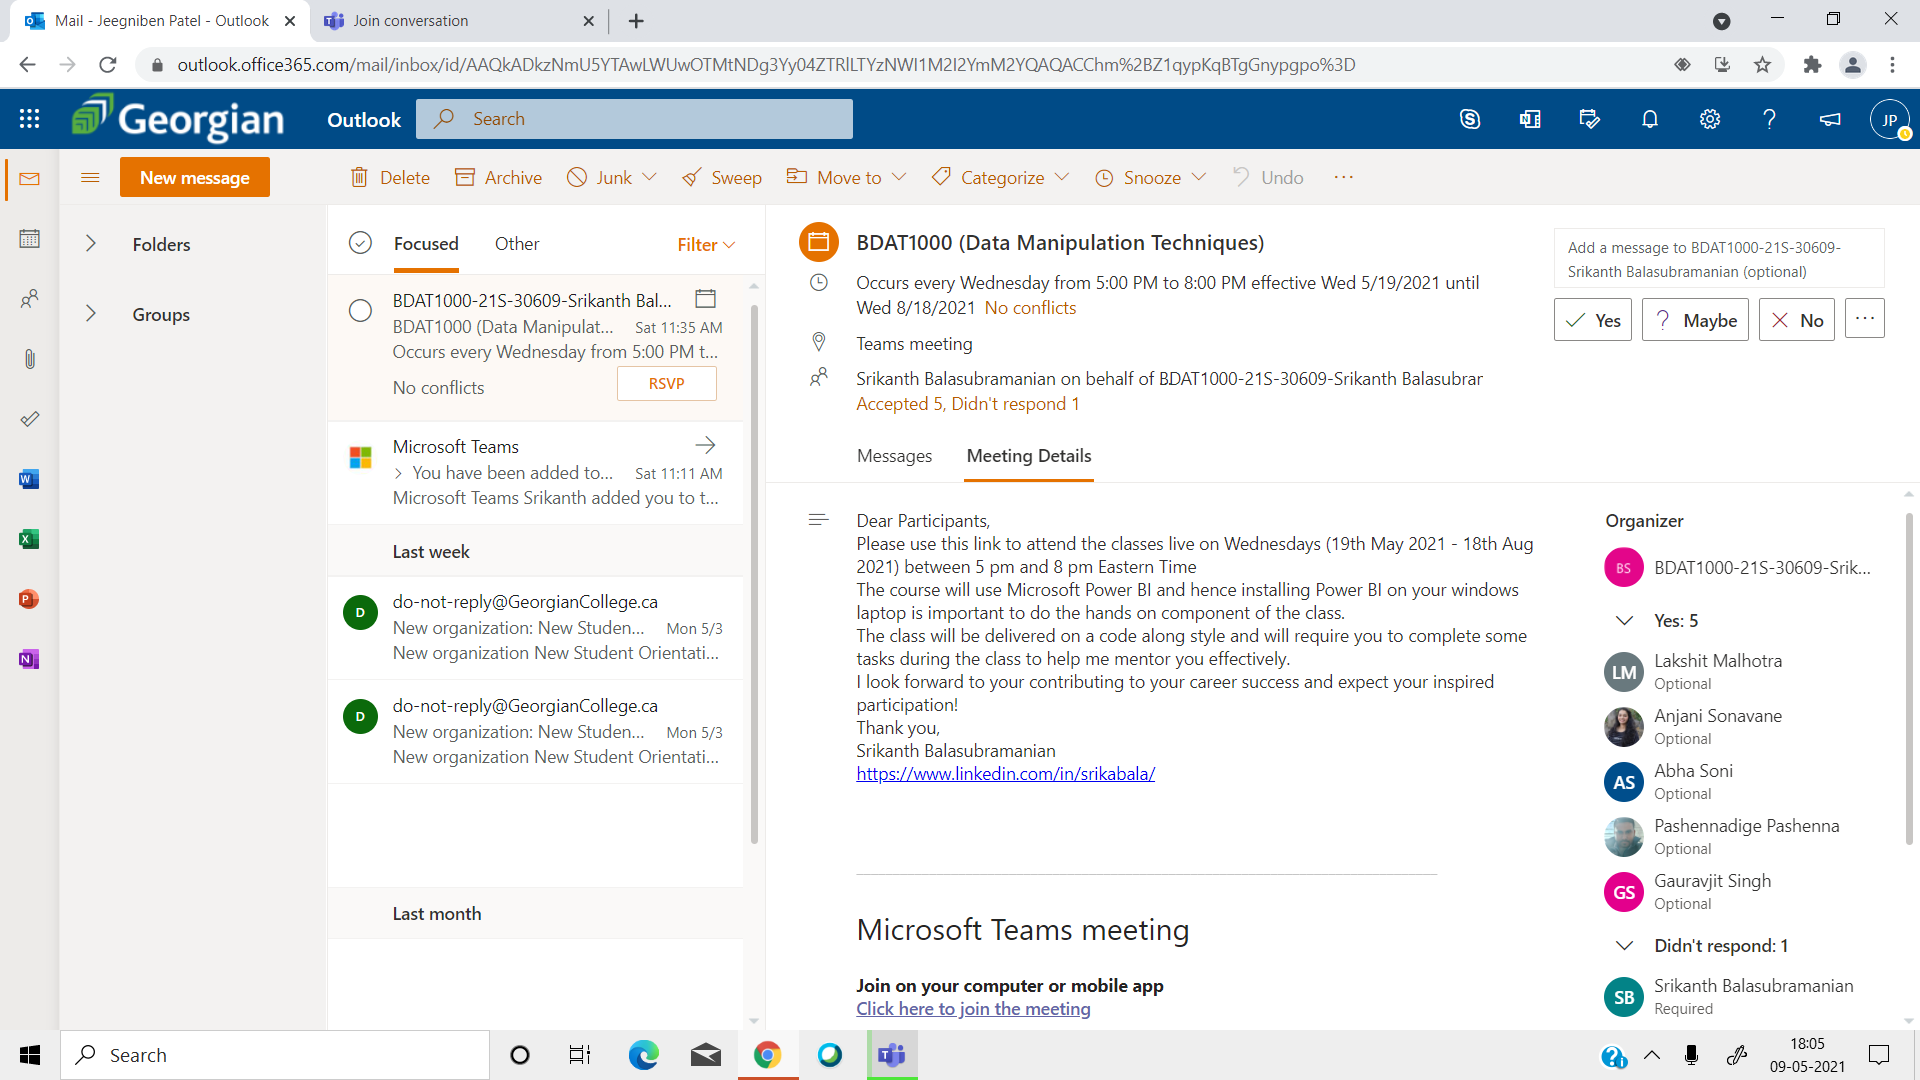 Mail - Jeegniben Patel - Outlook
Join conversation
outlook.office365.com/mail/inbox/id/AAQkADkzNmU5YTAwLWUwOTMtNDg3Yy04ZTRlLTYzNWI1M2I2YmM2YQAQACChm%2BZ1qypKqBTgGnypgpo%3D
Georgian
Outlook
Search
JP
New message
Delete
Archive
Junk
Sweep
Move to
Categorize
Snooze
Undo
Folders
Groups
Focused
Other
Filter
BDAT1000-21S-30609-Srikanth Bal...
BDAT1000 (Data Manipulat...
Sat 11:35 AM
Occurs every Wednesday from 5:00 PM t...
No conflicts
RSVP
Microsoft Teams
You have been added to...
Sat 11:11 AM
Microsoft Teams Srikanth added you to t...
Last week
D
do-not-reply@GeorgianCollege.ca
New organization: New Studen...
Mon 5/3
New organization New Student Orientati...
D
do-not-reply@GeorgianCollege.ca
New organization: New Studen...
Mon 5/3
New organization New Student Orientati...
Last month
BDAT1000 (Data Manipulation Techniques)
Occurs every Wednesday from 5:00 PM to 8:00 PM effective Wed 5/19/2021 until
Wed 8/18/2021 No conflicts
Teams meeting
Srikanth Balasubramanian on behalf of BDAT1000-21S-30609-Srikanth Balasubrar
Accepted 5, Didn't respond 1
Add a message to BDAT1000-21S-30609-
Srikanth Balasubramanian (optional)
Yes
Maybe
No
Messages
Meeting Details
Dear Participants,
Please use this link to attend the classes live on Wednesdays (19th May 2021 - 18th Aug
2021) between 5 pm and 8 pm Eastern Time
The course will use Microsoft Power BI and hence installing Power BI on your windows
laptop is important to do the hands on component of the class.
The class will be delivered on a code along style and will require you to complete some
tasks during the class to help me mentor you effectively.
I look forward to your contributing to your career success and expect your inspired
participation!
Thank you,
Srikanth Balasubramanian
https://www.linkedin.com/in/srikabala/
Microsoft Teams meeting
Join on your computer or mobile app
Click here to join the meeting
Organizer
BS
BDAT1000-21S-30609-Srik...
Yes: 5
LM
Lakshit Malhotra
Optional
Anjani Sonavane
Optional
AS
Abha Soni
Optional
Pashennadige Pashenna
Optional
GS
Gauravjit Singh
Optional
Didn't respond: 1
SB
Srikanth Balasubramanian
Required
Search
18:05
09-05-2021